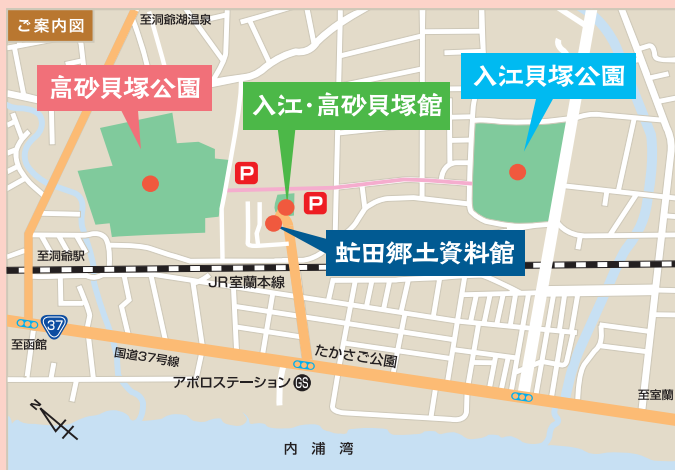 ご案内図
至洞爺湖温泉
高砂貝塚公園
入江・高砂貝塚館
入江貝塚公園
P
P
虻田郷土資料館
至洞爺駅
JR室蘭本線
37
至函館
国道37号線
たかさご公園
アポロステーション GS
至室蘭
N
内浦湾